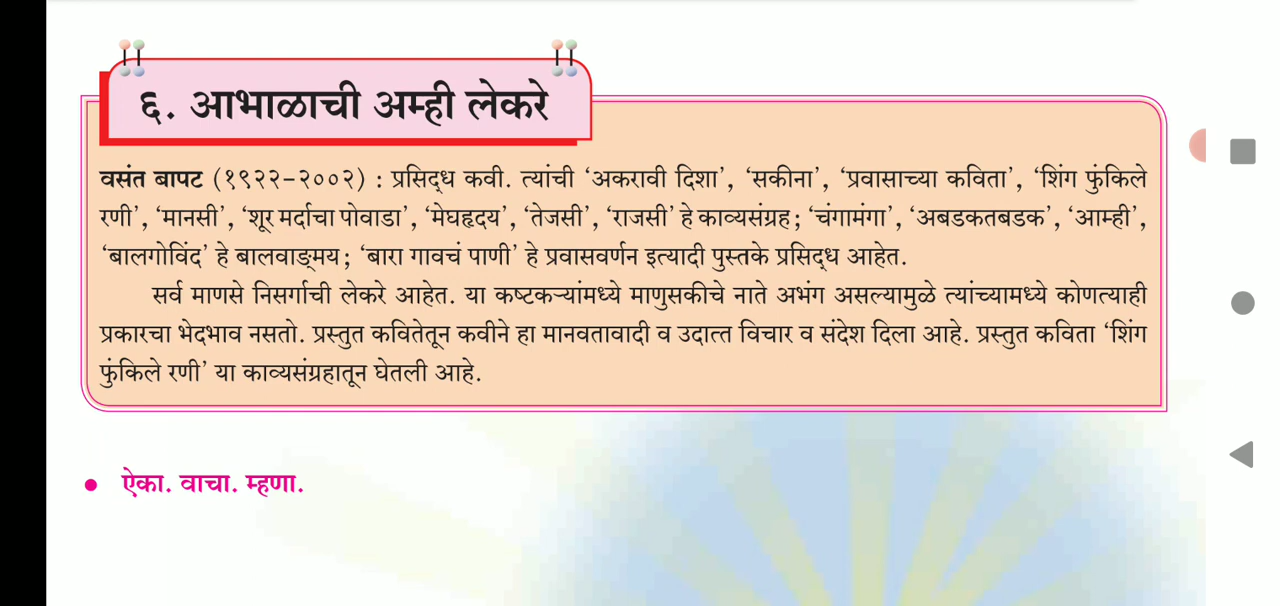 ६. आभाळाची अम्ही लेकरे
वसंत बापट (१९२२-२००२) : प्रसिद्ध कवी. त्यांची ‘अकरावी दिशा’, ‘सकीना’, ‘प्रवासाच्या कविता’, ‘शिंग फुंकिले
रणी’, ‘मानसी’, ‘शूर मर्दाचा पोवाडा’, ‘मेघहृदय’, ‘तेजसी’, ‘राजसी’ हे काव्यसंग्रह; ‘चंगामंगा’, ‘अबडकतबडक’, ‘आम्ही’,
‘बालगोविंद’ हे बालवाङ्‍मय; ‘बारा गावचं पाणी’ हे प्रवासवर्णन इत्यादी पुस्तके प्रसिद्ध आहेत.
सर्व माणसे निसर्गाची लेकरे आहेत. या कष्टकऱ्यांमध्ये माणुसकीचे नाते अभंग असल्यामुळे त्यांच्यामध्ये कोणत्याही
प्रकारचा भेदभाव नसतो. प्रस्तुत कवितेतून कवीने हा मानवतावादी व उदात्त विचार व संदेश दिला आहे. प्रस्तुत कविता ‘शिंग
फुंकिले रणी’ या काव्यसंग्रहातून घेतली आहे.
• ऐका. वाचा. म्हणा.